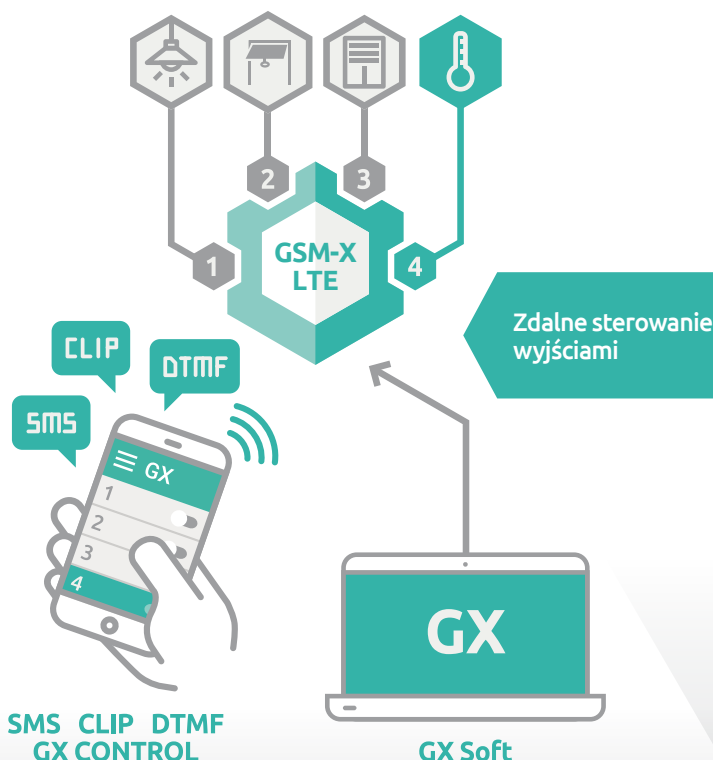 2
3
1
GSM-X
LTE
4
Zdalne sterowanie
wyjściami
CLIP
DTMF
SMS
GX
1
2
3
4
GX
SMS CLIP DTMF
GX CONTROL
GX Soft